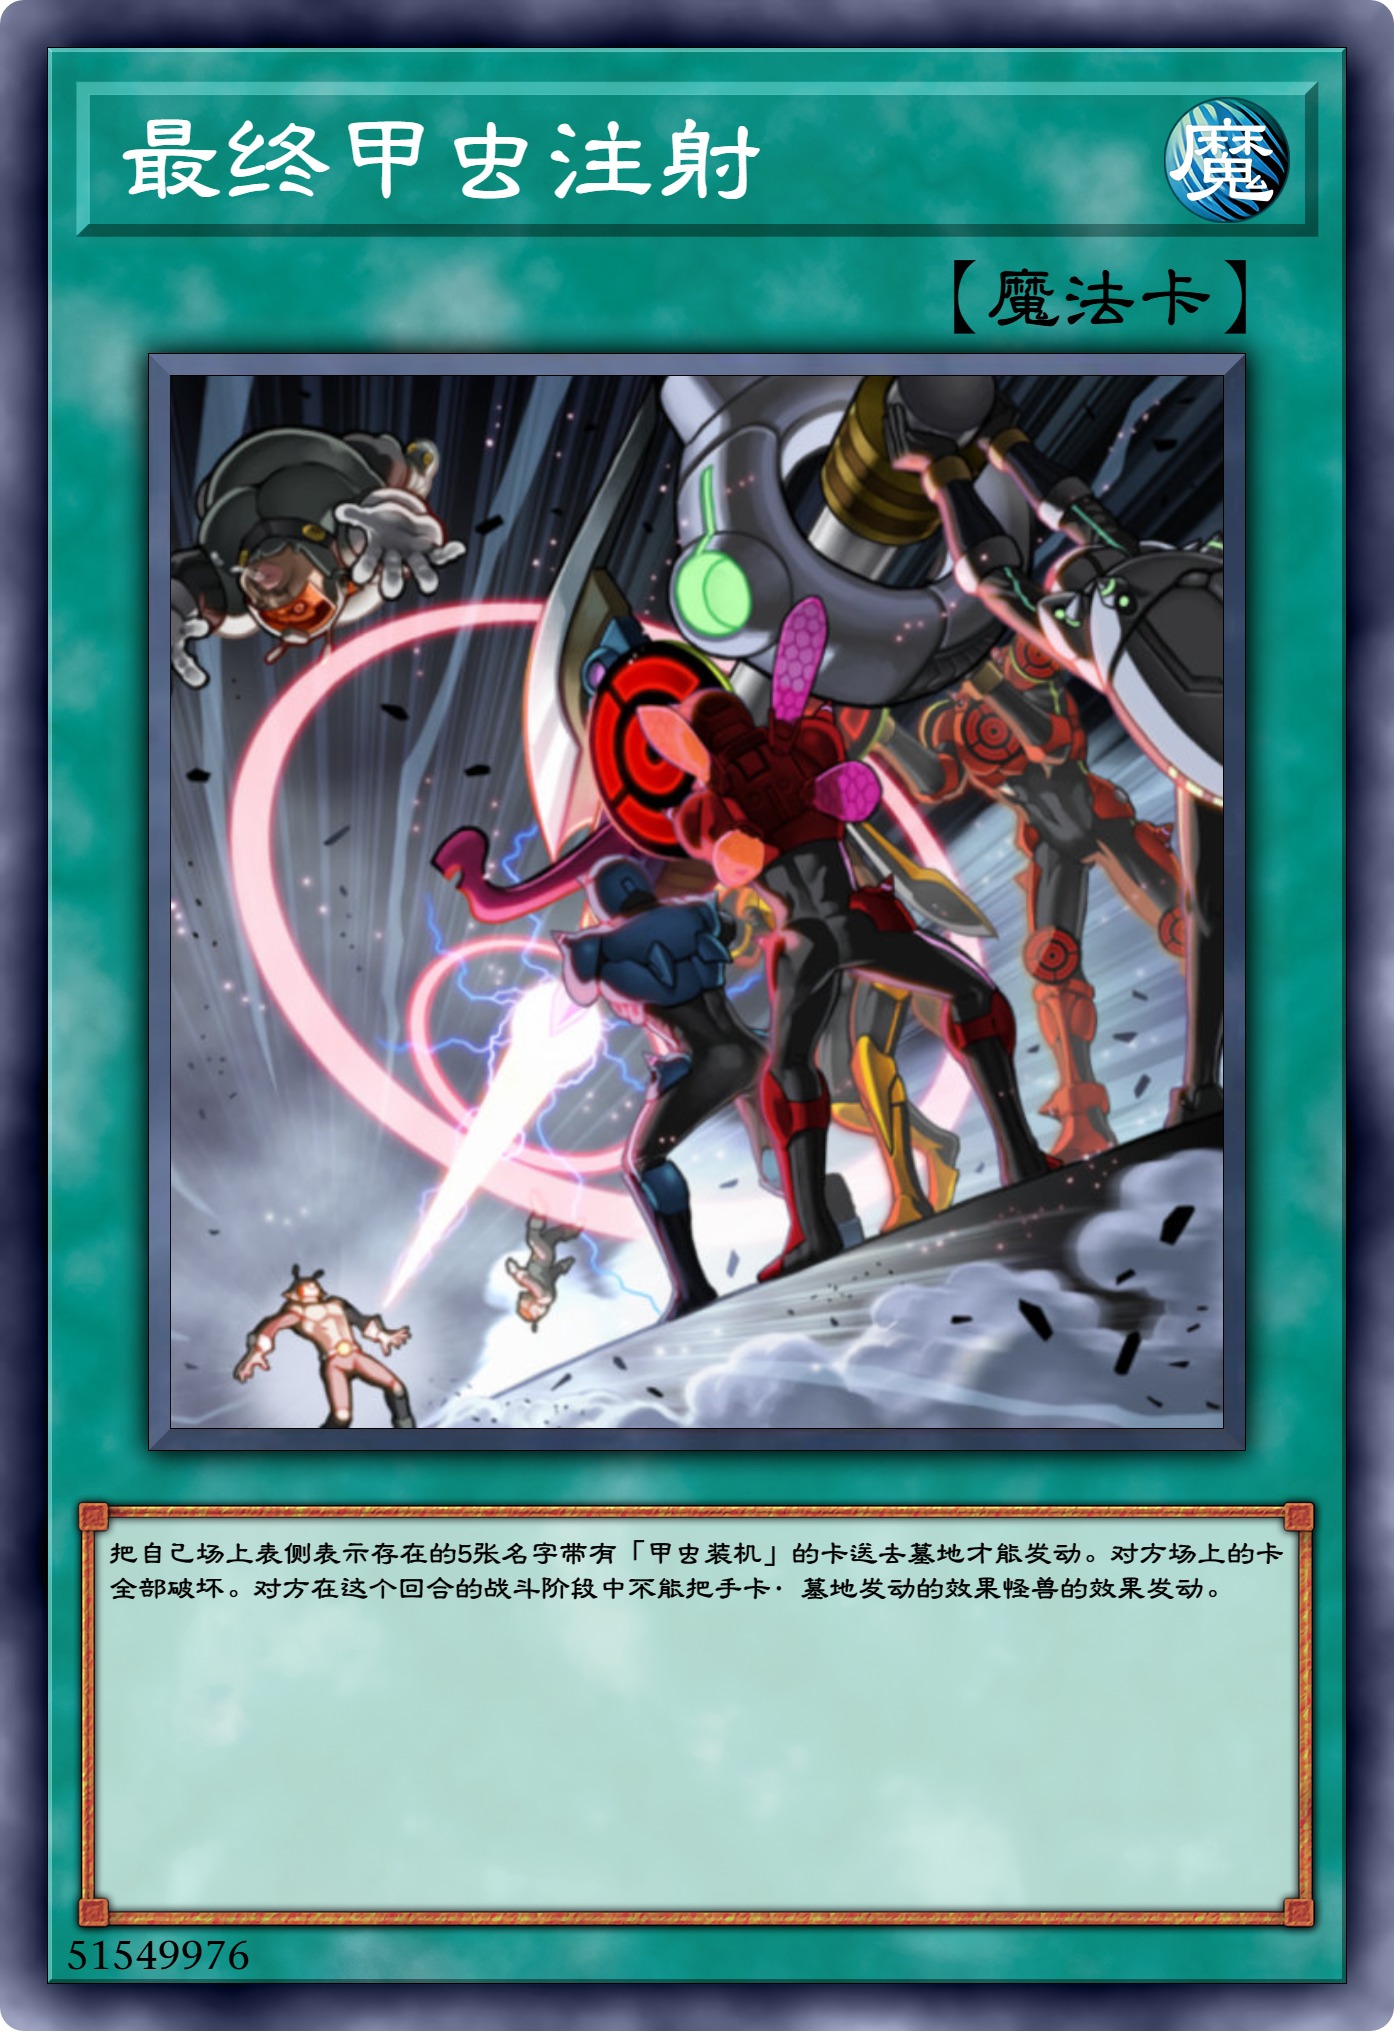 最终甲虫注射
魔
【魔法卡】
把自己场上表侧表示存在的5张名字带有「甲虫装机」的卡送去墓地才能发动。对方场上的卡
全部破坏。对方在这个回合的战斗阶段中不能把手卡·墓地发动的效果怪兽的效果发动。
51549976